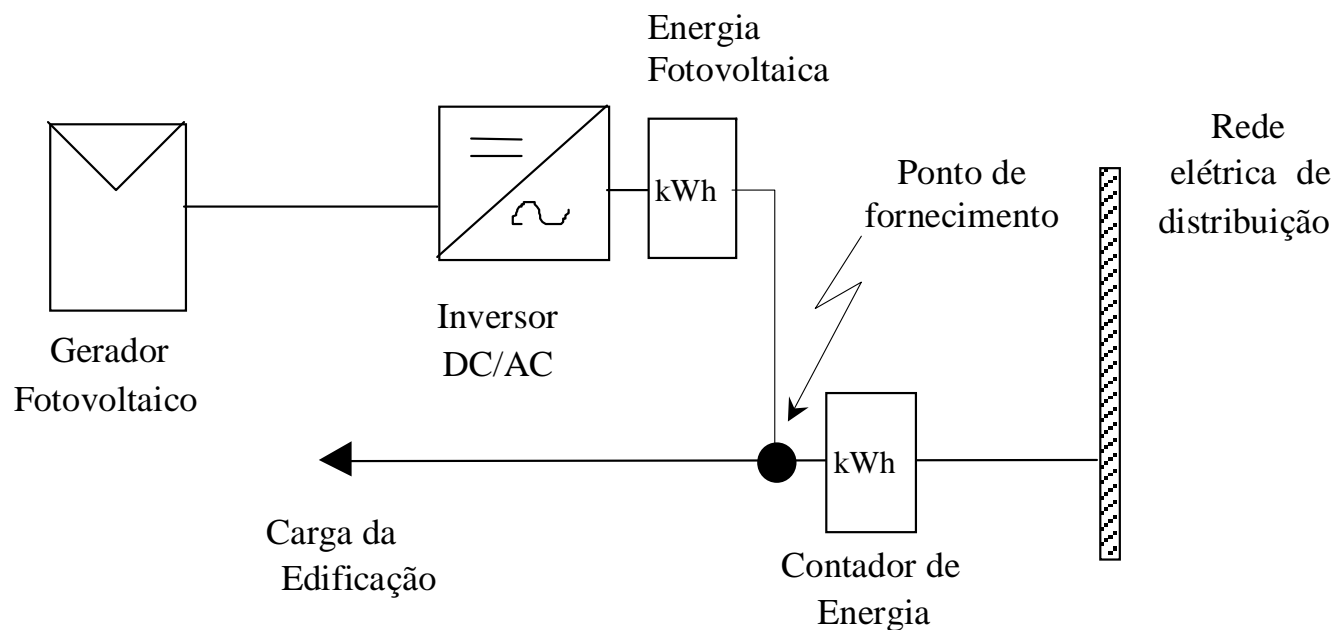 Energia
Fotovoltaica
kWh
Rede
elétrica de
distribuição
Ponto de
fornecimento
Inversor
DC/AC
Gerador
Fotovoltaico
kWh
Carga da
Edificação
Contador de
Energia